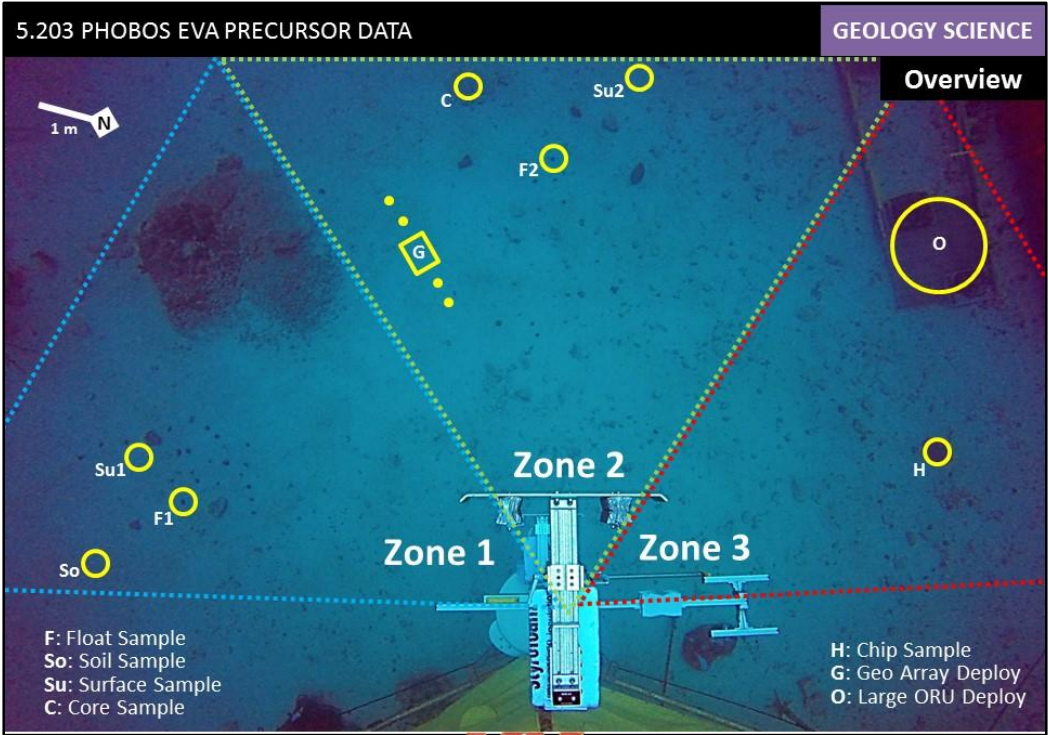 5.203 PHOBOS EVA PRECURSOR DATA
GEOLOGY SCIENCE
Overview
N
1 m
C
Su2
F2
G
O
Su1
F1
So
H
Zone 2
Zone 1
Zone 3
Styrofoam
F: Float Sample
So: Soil Sample
Su: Surface Sample
C: Core Sample
H: Chip Sample
G: Geo Array Deploy
O: Large ORU Deploy